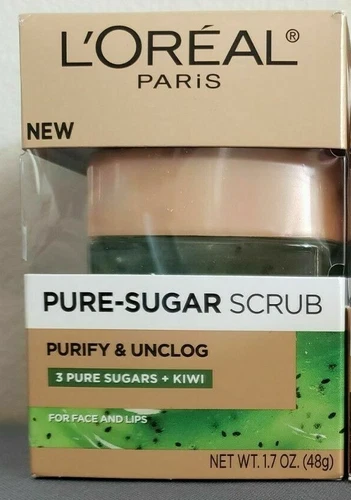 L'ORÉAL®
PARiS
NEW
PURE-SUGAR SCRUB
PURIFY & UNCLOG
3 PURE SUGARS + KIWI
FOR FACE AND LIPS
NET WT. 1.7 OZ. (48g)